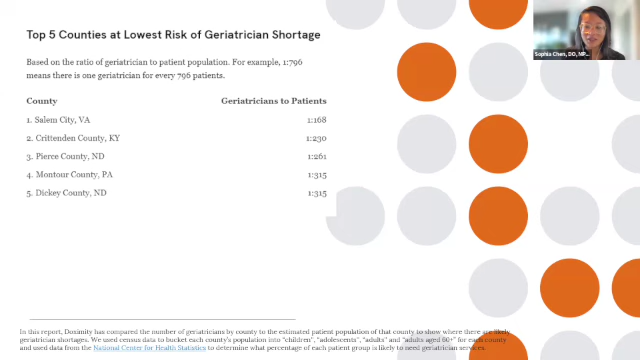 Top 5 Counties at Lowest Risk of Geriatrician Shortage
Based on the ratio of geriatrician to patient population. For example, 1:796
means there is one geriatrician for every 796 patients.
County Geriatricians to Patients
1. Salem City, VA 1:168
2. Crittenden County, KY 1:230
3. Pierce County, ND 1:261
4. Montour County, PA 1:315
5. Dickey County, ND 1:315
Sophia Chen, DO, MP...
In this report, Doximity has compared the number of geriatricians by county to the estimated patient population of that county to show where there are likely
geriatrician shortages. We used census data to bucket each county's population into "children", "adolescents", "adults" and "adults aged 80+" for each county
and used data from the National Center for Health Statistics to determine what percentage of each patient group is likely to need geriatrician services.